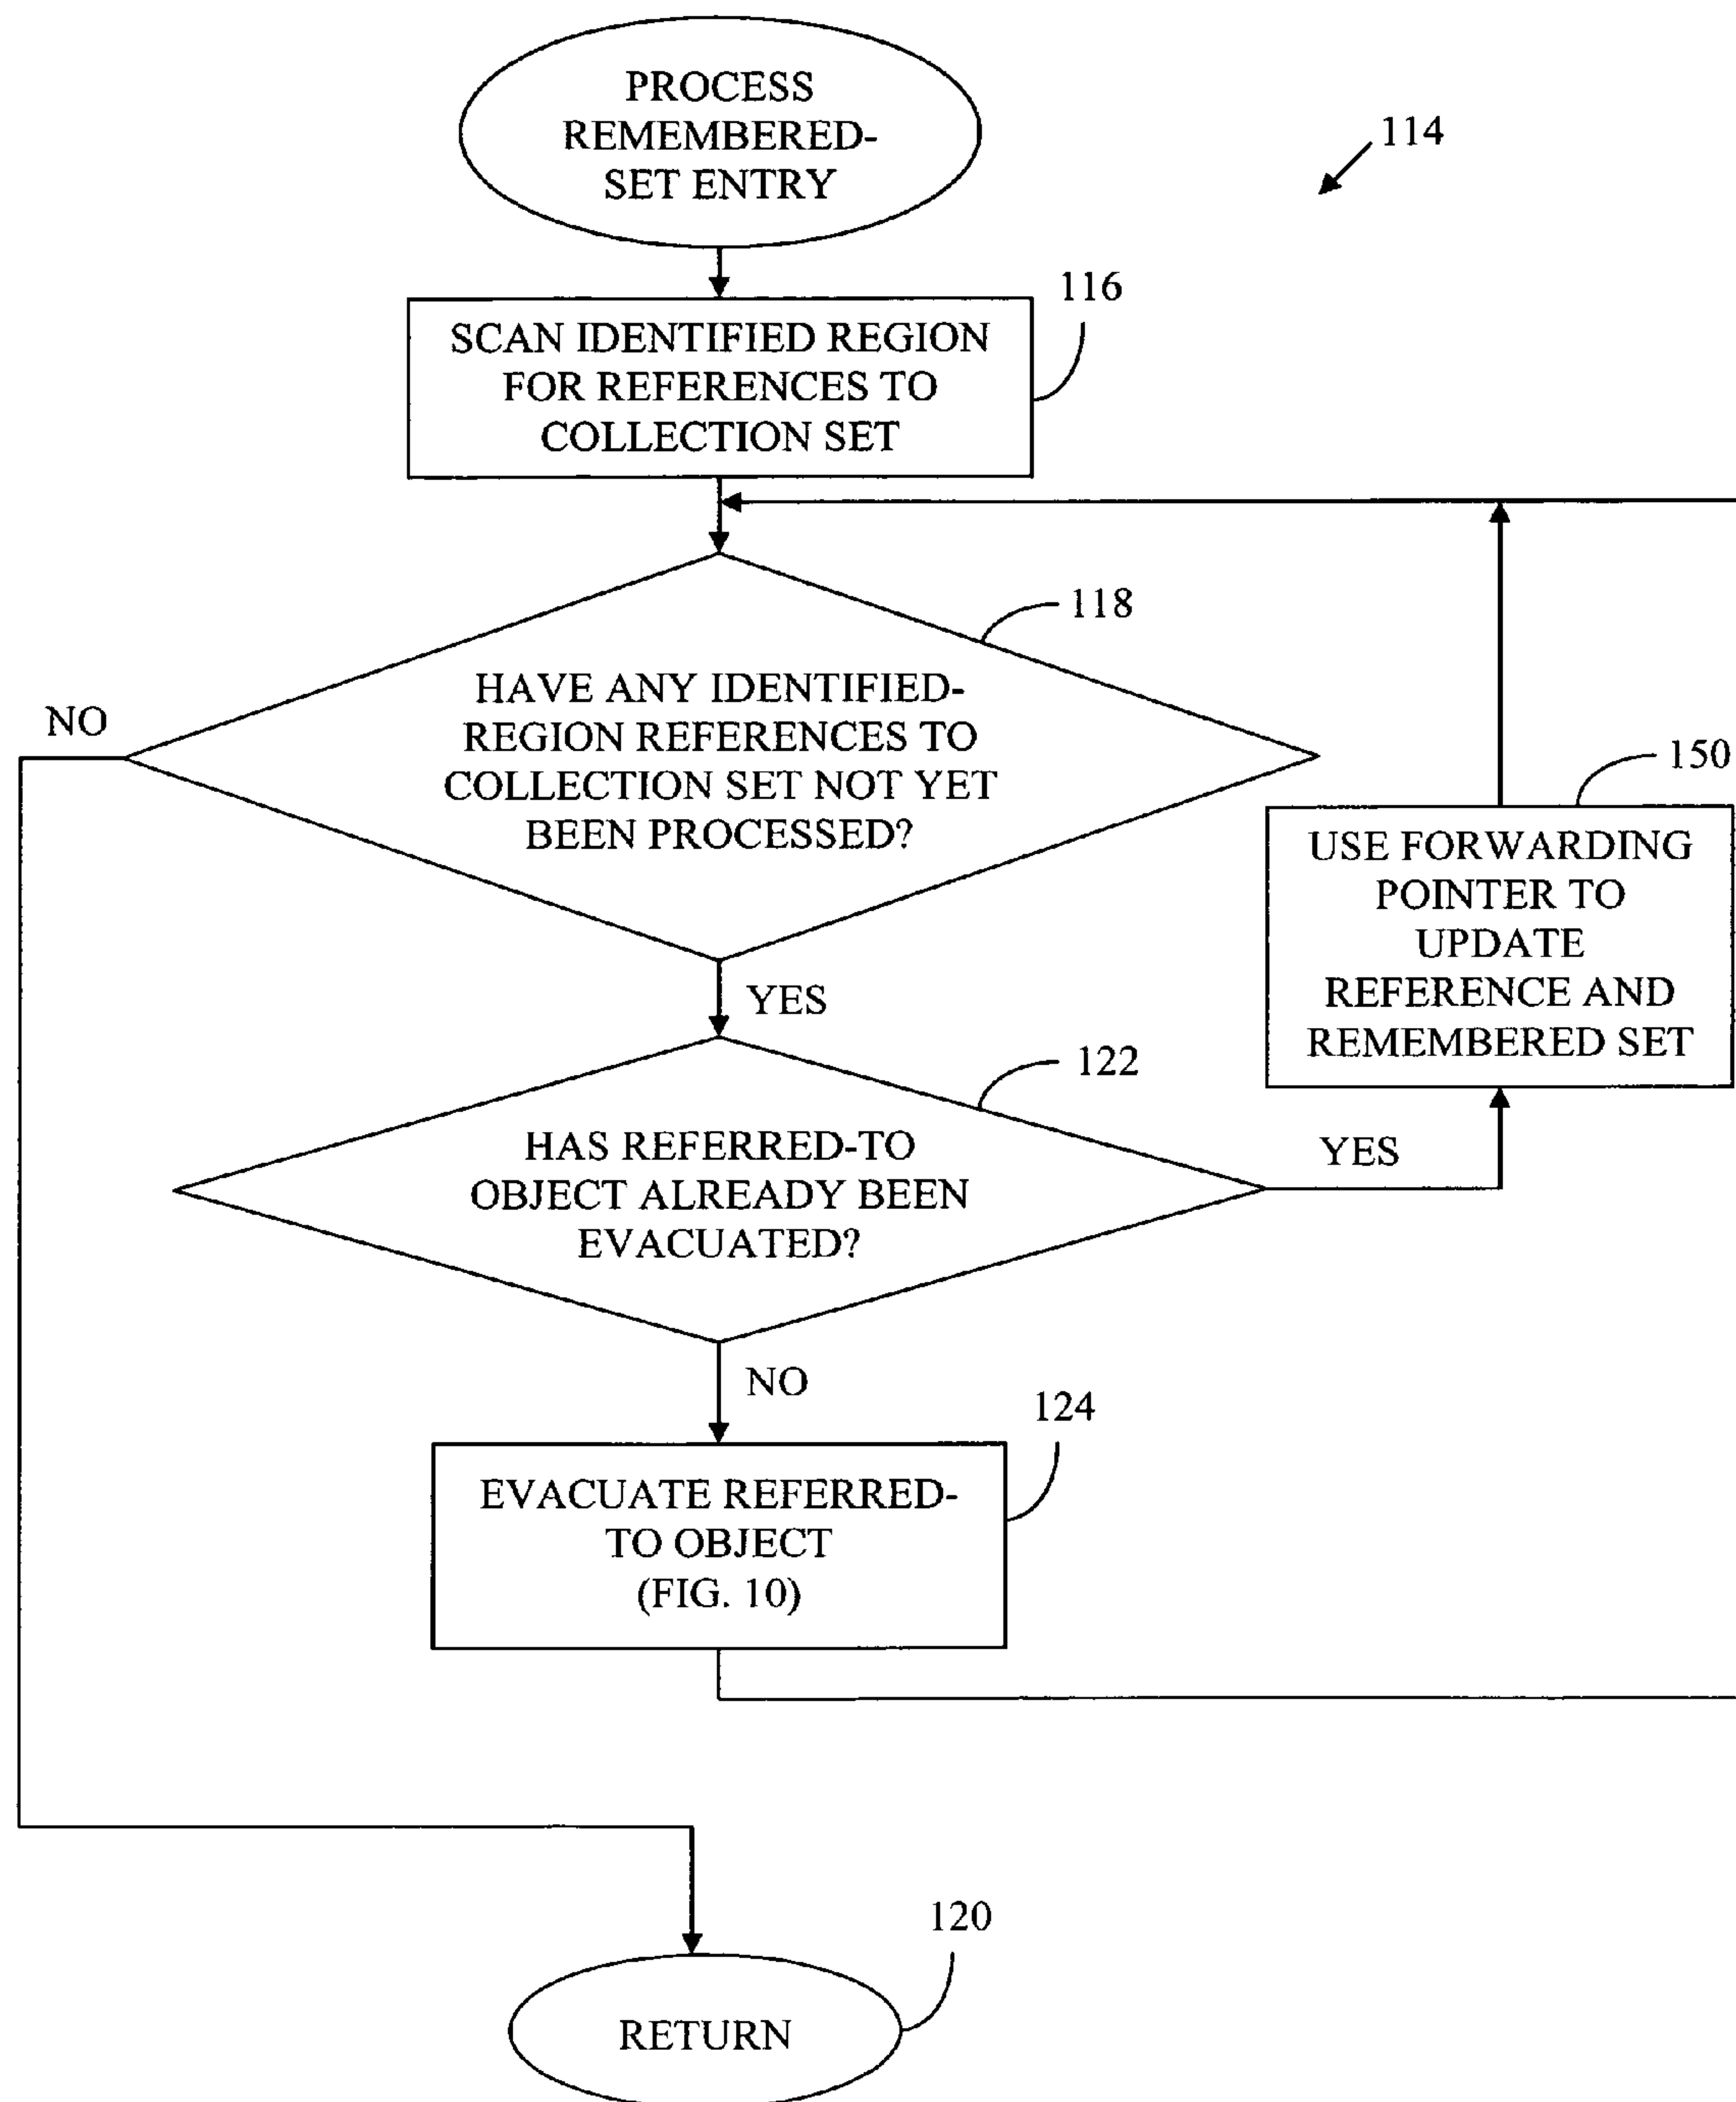 PROCESS
REMEMBERED-
SET ENTRY
114
116
SCAN IDENTIFIED REGION
FOR REFERENCES TO
COLLECTION SET
118
HAVE ANY IDENTIFIED-
REGION REFERENCES TO
COLLECTION SET NOT YET
BEEN PROCESSED?
NO
150
USE FORWARDING
POINTER TO
UPDATE
REFERENCE AND
REMEMBERED SET
YES
122
HAS REFERRED-TO
OBJECT ALREADY BEEN
EVACUATED?
YES
NO
124
EVACUATE REFERRED-
TO OBJECT
(FIG. 10)
120
RETURN